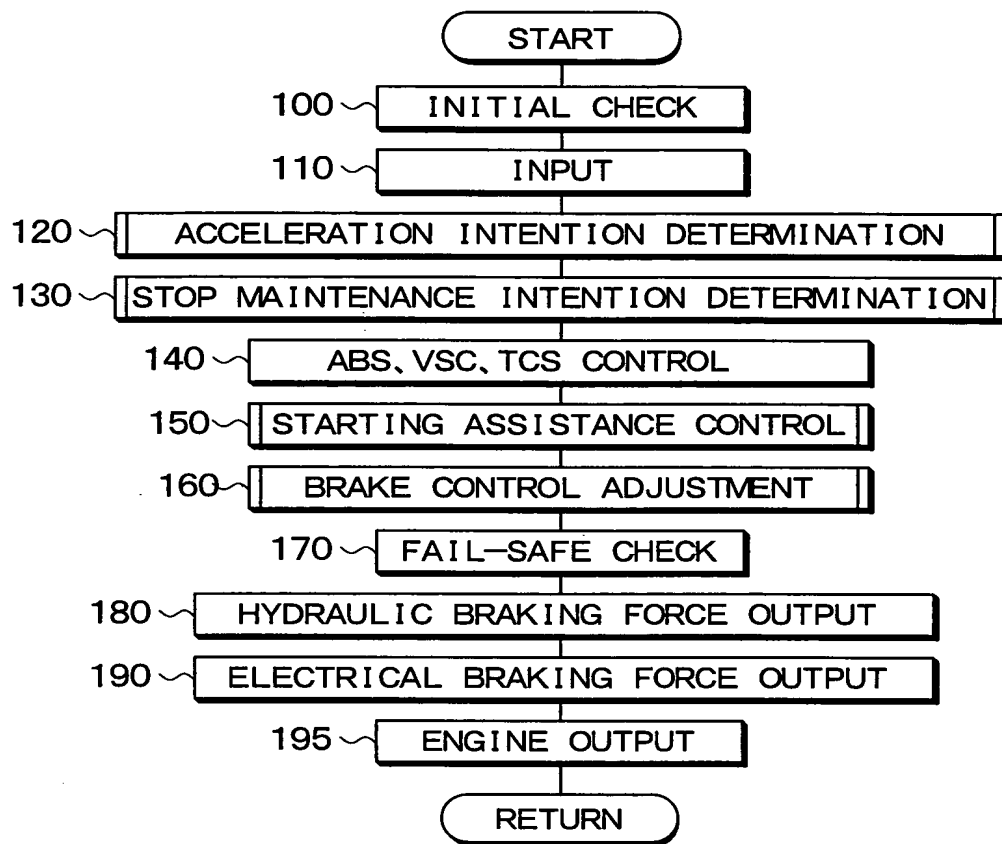 START
100 INITIAL CHECK
110 INPUT
120 ACCELERATION INTENTION DETERMINATION
130 STOP MAINTENANCE INTENTION DETERMINATION
140 ABS、VSC、TCS CONTROL
150 STARTING ASSISTANCE CONTROL
160 BRAKE CONTROL ADJUSTMENT
170 FAIL—SAFE CHECK
180 HYDRAULIC BRAKING FORCE OUTPUT
190 ELECTRICAL BRAKING FORCE OUTPUT
195 ENGINE OUTPUT
RETURN